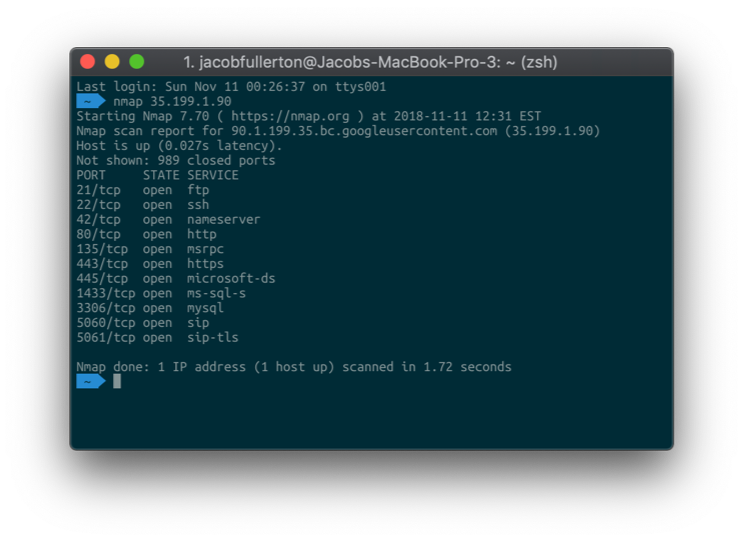 1. jacobfullerton@Jacobs-MacBook-Pro-3: ~ (zsh)
Last login: Sun Nov 11 00:26:37 on ttys001
~ nmap 35.199.1.90
Starting Nmap 7.70 ( https://nmap.org ) at 2018-11-11 12:31 EST
Nmap scan report for 90.1.199.35.bc.googleusercontent.com (35.199.1.90)
Host is up (0.027s latency).
Not shown: 989 closed ports
PORT     STATE SERVICE
21/tcp   open  ftp
22/tcp   open  ssh
42/tcp   open  nameserver
80/tcp   open  http
135/tcp  open  msrpc
443/tcp  open  https
445/tcp  open  microsoft-ds
1433/tcp open  ms-sql-s
3306/tcp open  mysql
5060/tcp open  sip
5061/tcp open  sip-tls
Nmap done: 1 IP address (1 host up) scanned in 1.72 seconds
~